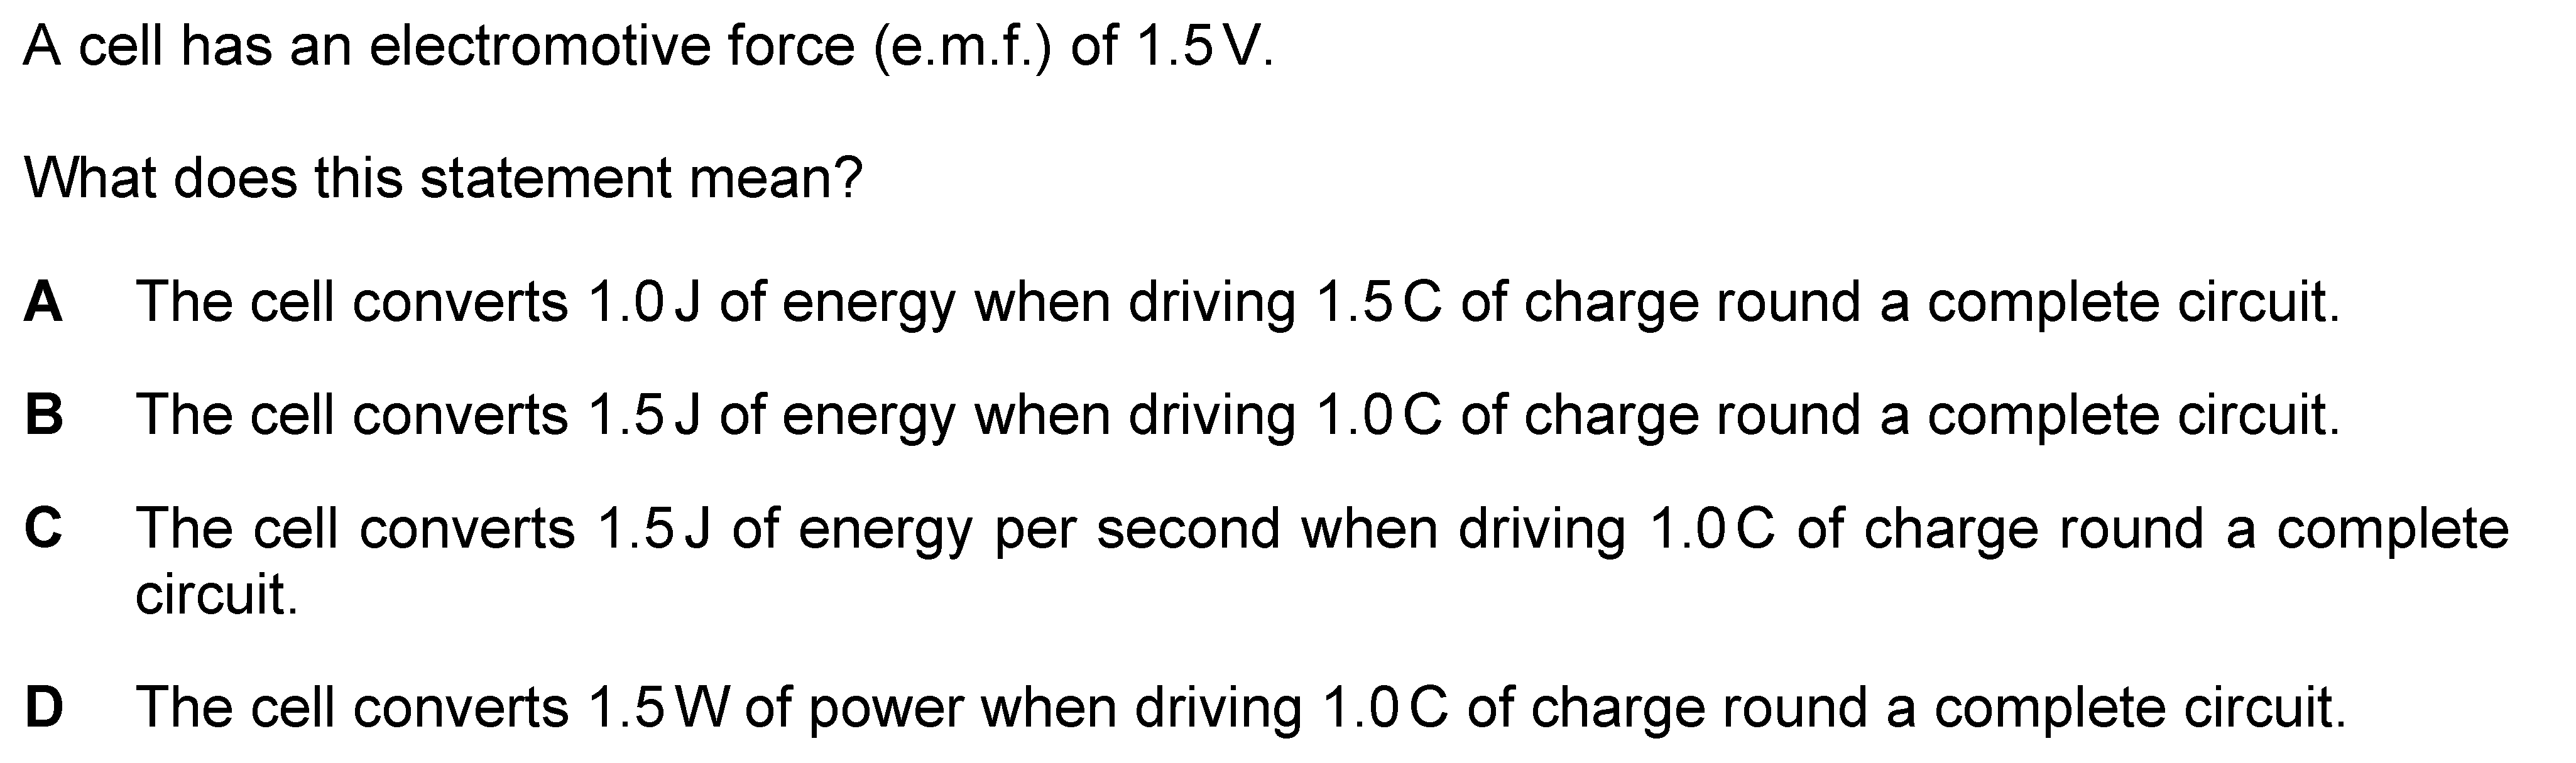 A cell has an electromotive force (e.m.f.) of 1.5 V.
What does this statement mean?
A The cell converts 1.0 J of energy when driving 1.5 C of charge round a complete circuit.
B The cell converts 1.5 J of energy when driving 1.0 C of charge round a complete circuit.
C The cell converts 1.5 J of energy per second when driving 1.0 C of charge round a complete
circuit.
D The cell converts 1.5 W of power when driving 1.0 C of charge round a complete circuit.